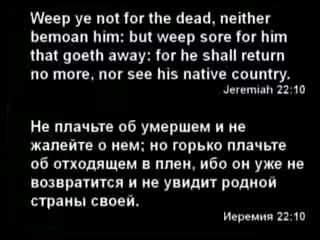 Weep ye not for the dead, neither
bemoan him: but weep sore for him
that goeth away: for he shall return
no more, nor see his native country.
Jeremiah 22:10
Не плачьте об умершем и не
жалейте о нем; но горько плачьте
об отходящем в плен, ибо он уже не
возвратится и не увидит родной
страны своей.
Иеремия 22:10